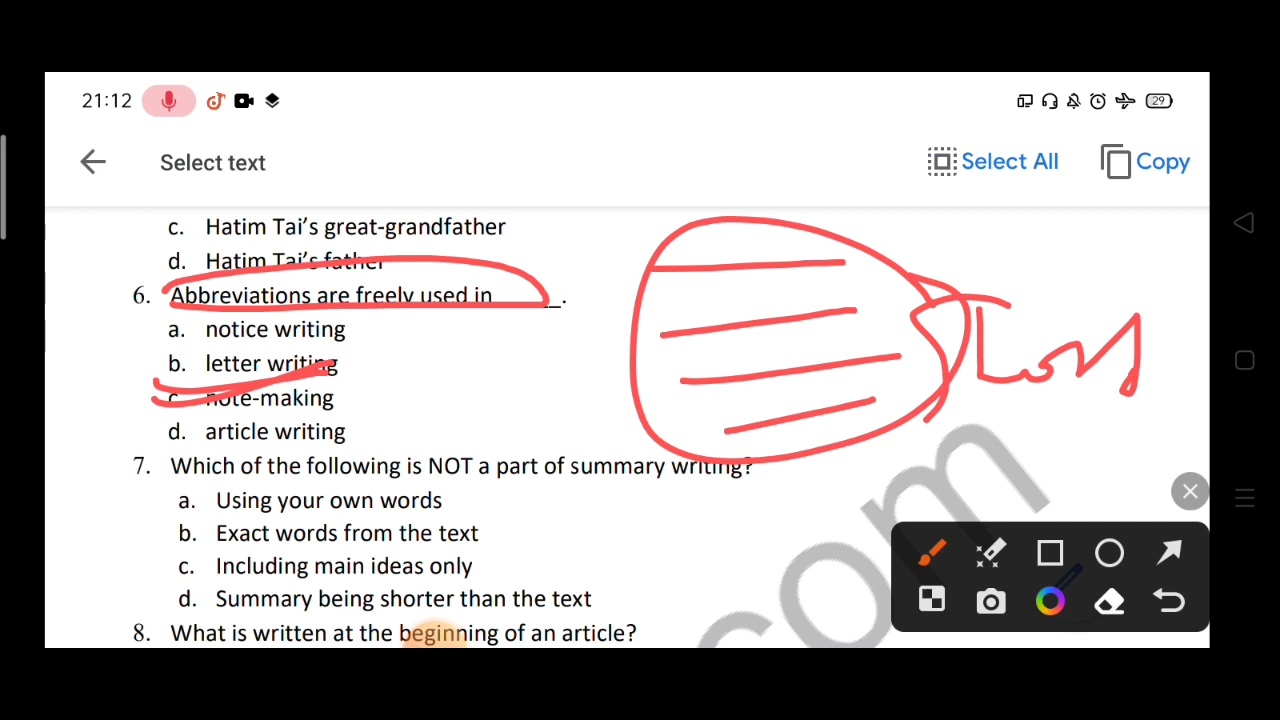 21:12
29
Select text
Select All
Copy
c. Hatim Tai’s great-grandfather
d. Hatim Tai’s father
6. Abbreviations are freely used in ______.
a. notice writing
b. letter writing
c. note-making
d. article writing
7. Which of the following is NOT a part of summary writing?
a. Using your own words
b. Exact words from the text
c. Including main ideas only
d. Summary being shorter than the text
8. What is written at the beginning of an article?
com